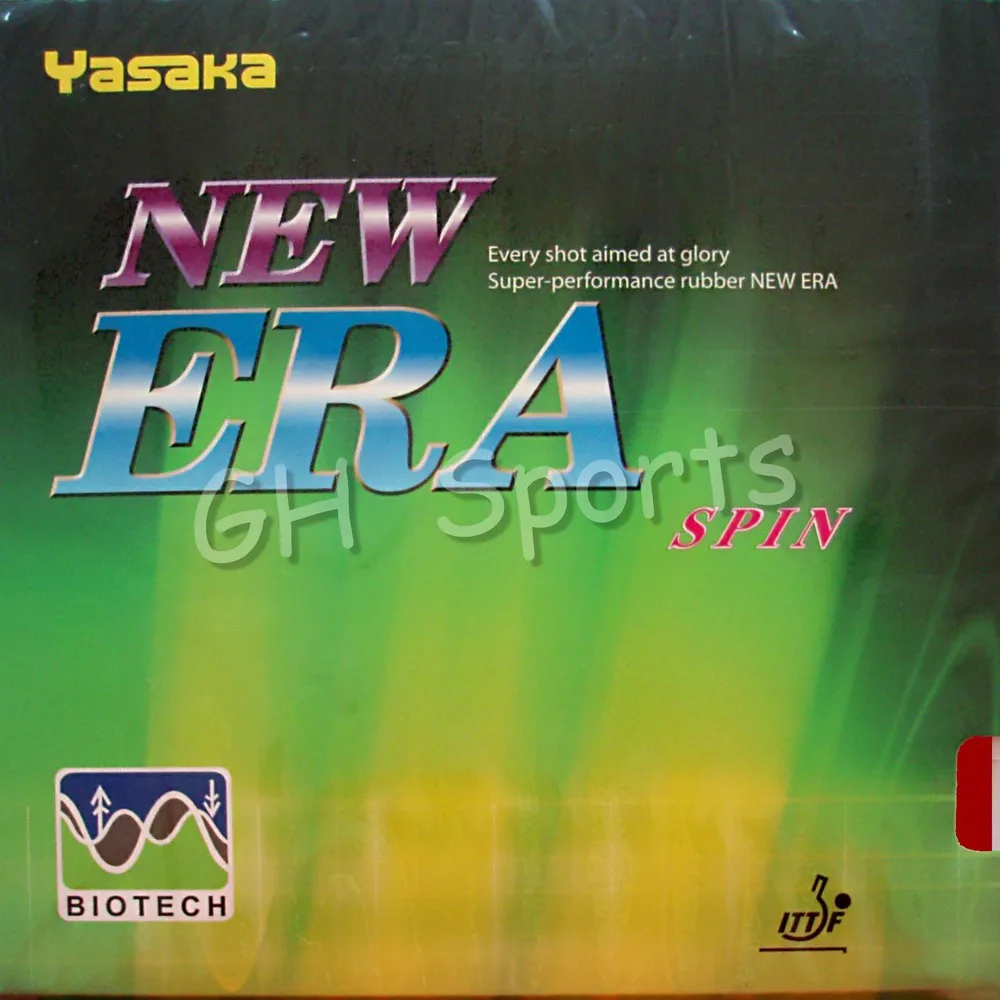 Yasaka
NEW
Every shot aimed at glory
Super-performance rubber NEW ERA
ERA
GH Sports
SPIN
BIOTECH
ITTF